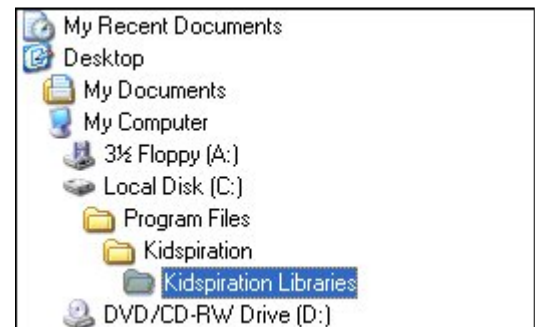 My Recent Documents
Desktop
My Documents
My Computer
3½ Floppy (A:)
Local Disk (C:)
Program Files
Kidspiration
Kidspiration Libraries
DVD/CD-RW Drive (D:)